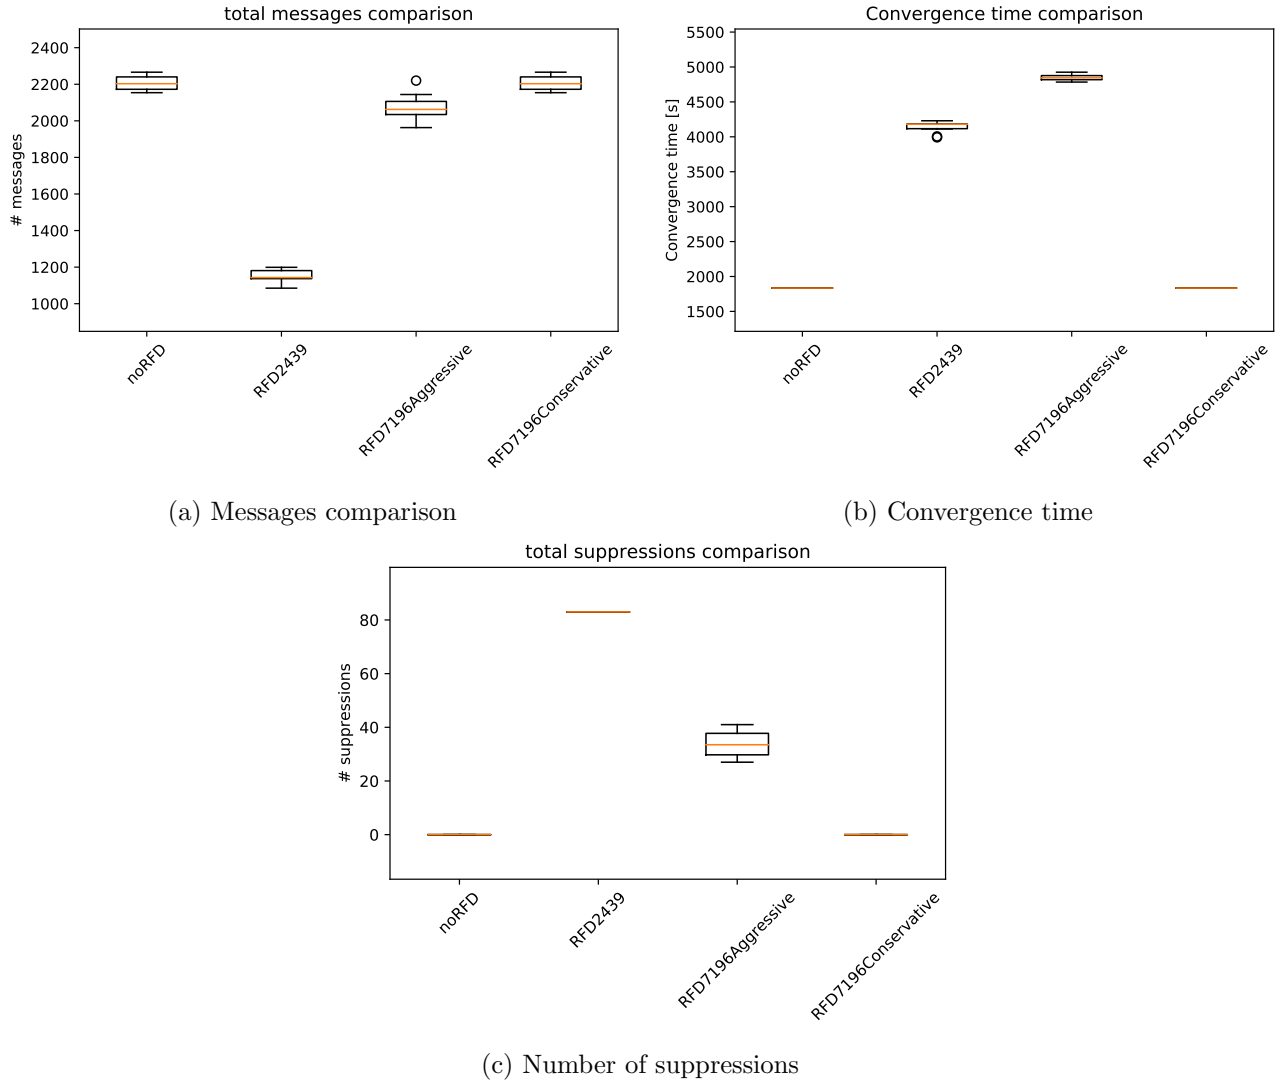 total messages comparison
# messages
2400
2200
2000
1800
1600
1400
1200
1000
noRFD
RFD2439
RFD7196Aggressive
RFD7196Conservative
(a) Messages comparison
Convergence time comparison
Convergence time [s]
5500
5000
4500
4000
3500
3000
2500
2000
1500
noRFD
RFD2439
RFD7196Aggressive
RFD7196Conservative
(b) Convergence time
total suppressions comparison
# suppressions
80
60
40
20
0
noRFD
RFD2439
RFD7196Aggressive
RFD7196Conservative
(c) Number of suppressions